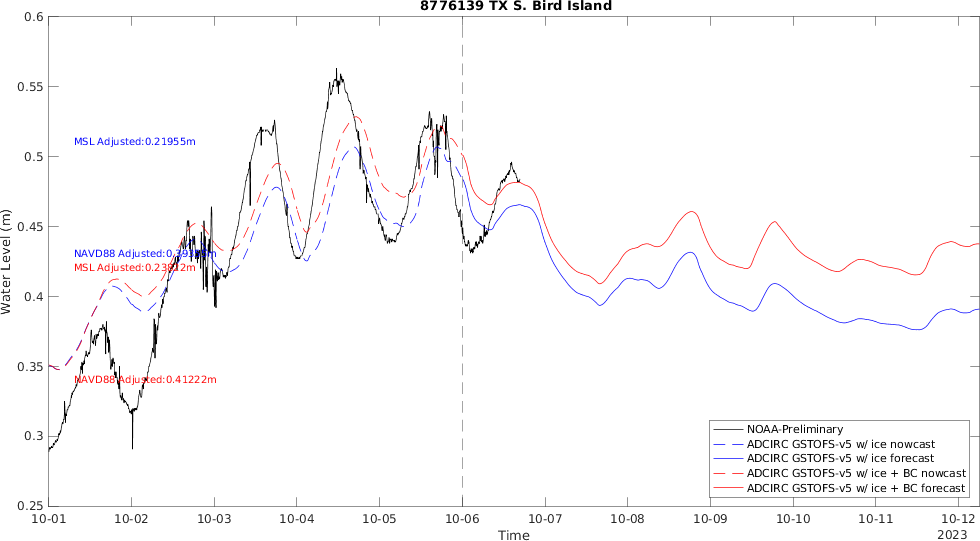 8776139 TX S. Bird Island
Water Level (m)
0.6
0.55
0.5
0.45
0.4
0.35
0.3
0.25
MSL Adjusted:0.21955m
NAVD88 Adjusted:
MSL Adjusted:
NAVD88 Adjusted:0.41222m
NOAA-Preliminary
ADCIRC GSTOFS-v5 w/ ice nowcast
ADCIRC GSTOFS-v5 w/ ice forecast
ADCIRC GSTOFS-v5 w/ ice + BC nowcast
ADCIRC GSTOFS-v5 w/ ice + BC forecast
10-01 10-02 10-03 10-04 10-05 10-06 10-07 10-08 10-09 10-10 10-11 10-12
Time
2023